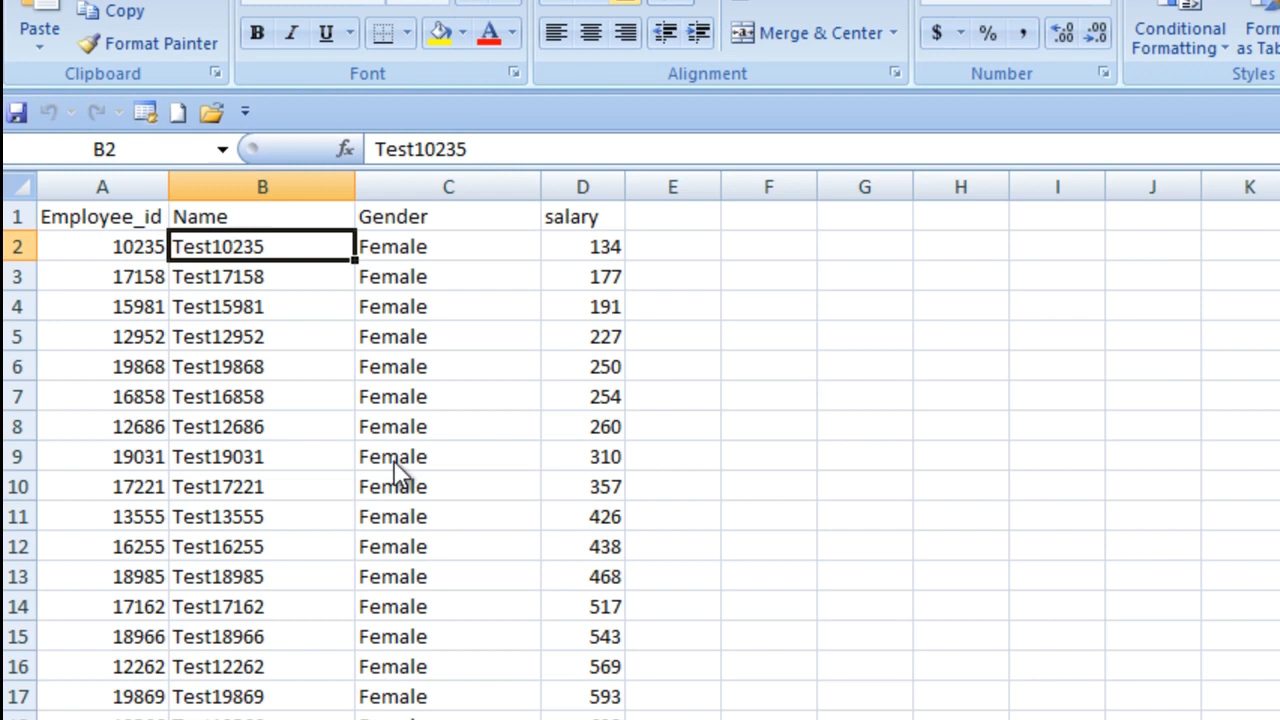 Copy
Paste
Format Painter
B I U A
Merge & Center
$ % ,
.00 .00
Conditional
Formatting
as
Clipboard Font Alignment Number Styles
B2 fx Test10235
A B C D E F G H I J K
1 Employee_id Name Gender salary
2 10235 Test10235 Female 134
3 17158 Test17158 Female 177
4 15981 Test15981 Female 191
5 12952 Test12952 Female 227
6 19868 Test19868 Female 250
7 16858 Test16858 Female 254
8 12686 Test12686 Female 260
9 19031 Test19031 Female 310
10 17221 Test17221 Female 357
11 13555 Test13555 Female 426
12 16255 Test16255 Female 438
13 18985 Test18985 Female 468
14 17162 Test17162 Female 517
15 18966 Test18966 Female 543
16 12262 Test12262 Female 569
17 19869 Test19869 Female 593